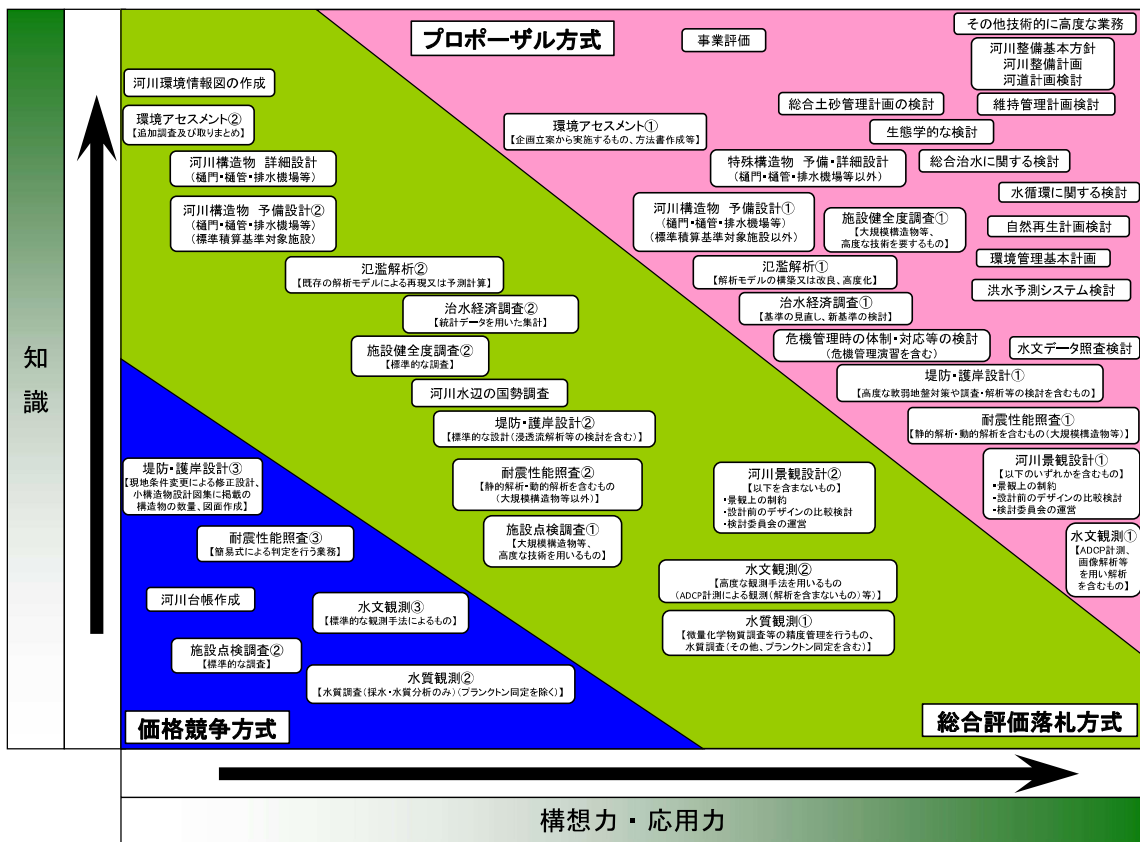 プロポーザル方式
事業評価
その他技術的に高度な業務
河川整備基本方針
河川整備計画
河道計画検討
河川環境情報図の作成
総合土砂管理計画の検討
維持管理計画検討
環境アセスメント②
【追加調査及び取りまとめ】
環境アセスメント①
【企画立案から実施するもの、方法書作成等】
生態学的な検討
河川構造物 詳細設計
(樋門・樋管・排水機場等)
特殊構造物 予備・詳細設計
(樋門・樋管・排水機場等以外)
総合治水に関する検討
水循環に関する検討
河川構造物 予備設計②
(樋門・樋管・排水機場等)
(標準積算基準対象施設)
河川構造物 予備設計①
(樋門・樋管・排水機場等)
(標準積算基準対象施設以外)
施設健全度調査①
【大規模構造物等、
高度な技術を要するもの】
自然再生計画検討
環境管理基本計画
氾濫解析②
【既存の解析モデルによる再現又は予測計算】
氾濫解析①
【解析モデルの構築又は改良、高度化】
洪水予測システム検討
治水経済調査②
【統計データを用いた集計】
治水経済調査①
【基準の見直し、新基準の検討】
施設健全度調査②
【標準的な調査】
危機管理時の体制・対応等の検討
(危機管理演習を含む)
水文データ照査検討
河川水辺の国勢調査
堤防・護岸設計①
【高度な軟弱地盤対策や調査・解析等の検討を含むもの】
堤防・護岸設計②
【標準的な設計(浸透流解析等の検討を含む)】
耐震性能照査①
【静的解析・動的解析を含むもの(大規模構造物等)】
堤防・護岸設計③
【現地条件変更による修正設計、
小構造物設計図集に掲載の
構造物の数量、図面作成】
耐震性能照査②
【静的解析・動的解析を含むもの
(大規模構造物等以外)】
河川景観設計②
【以下を含まないもの】
・景観上の制約
・設計前のデザインの比較検討
・検討委員会の運営
河川景観設計①
【以下のいずれかを含むもの】
・景観上の制約
・設計前のデザインの比較検討
・検討委員会の運営
耐震性能照査③
【簡易式による判定を行う業務】
施設点検調査①
【大規模構造物等、
高度な技術を用いるもの】
水文観測①
【ADCP計測、
画像解析等
を用い解析
を含むもの】
河川台帳作成
水文観測③
【標準的な観測手法によるもの】
水文観測②
【高度な観測手法を用いるもの
(ADCP計測による観測(解析を含まないもの)等)】
施設点検調査②
【標準的な調査】
水質観測①
【微量化学物質調査等の精度管理を行うもの、
水質調査(その他、プランクトン同定を含む)】
水質観測②
【水質調査(採水・水質分析のみ)(プランクトン同定を除く)】
価格競争方式
総合評価落札方式
知
識
構想力・応用力